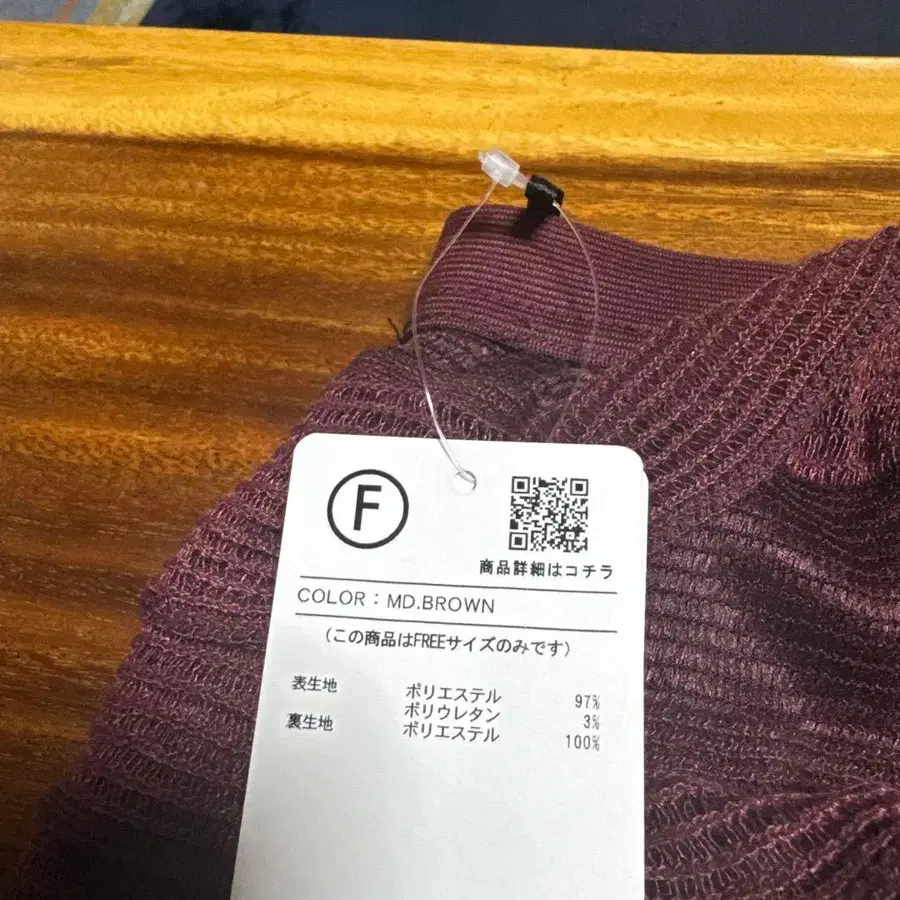 F
商品詳細はコチラ
COLOR : MD.BROWN
(この商品はFREEサイズのみです)
表生地 ポリエステル 97%
ポリウレタン 3%
裏生地 ポリエステル 100%